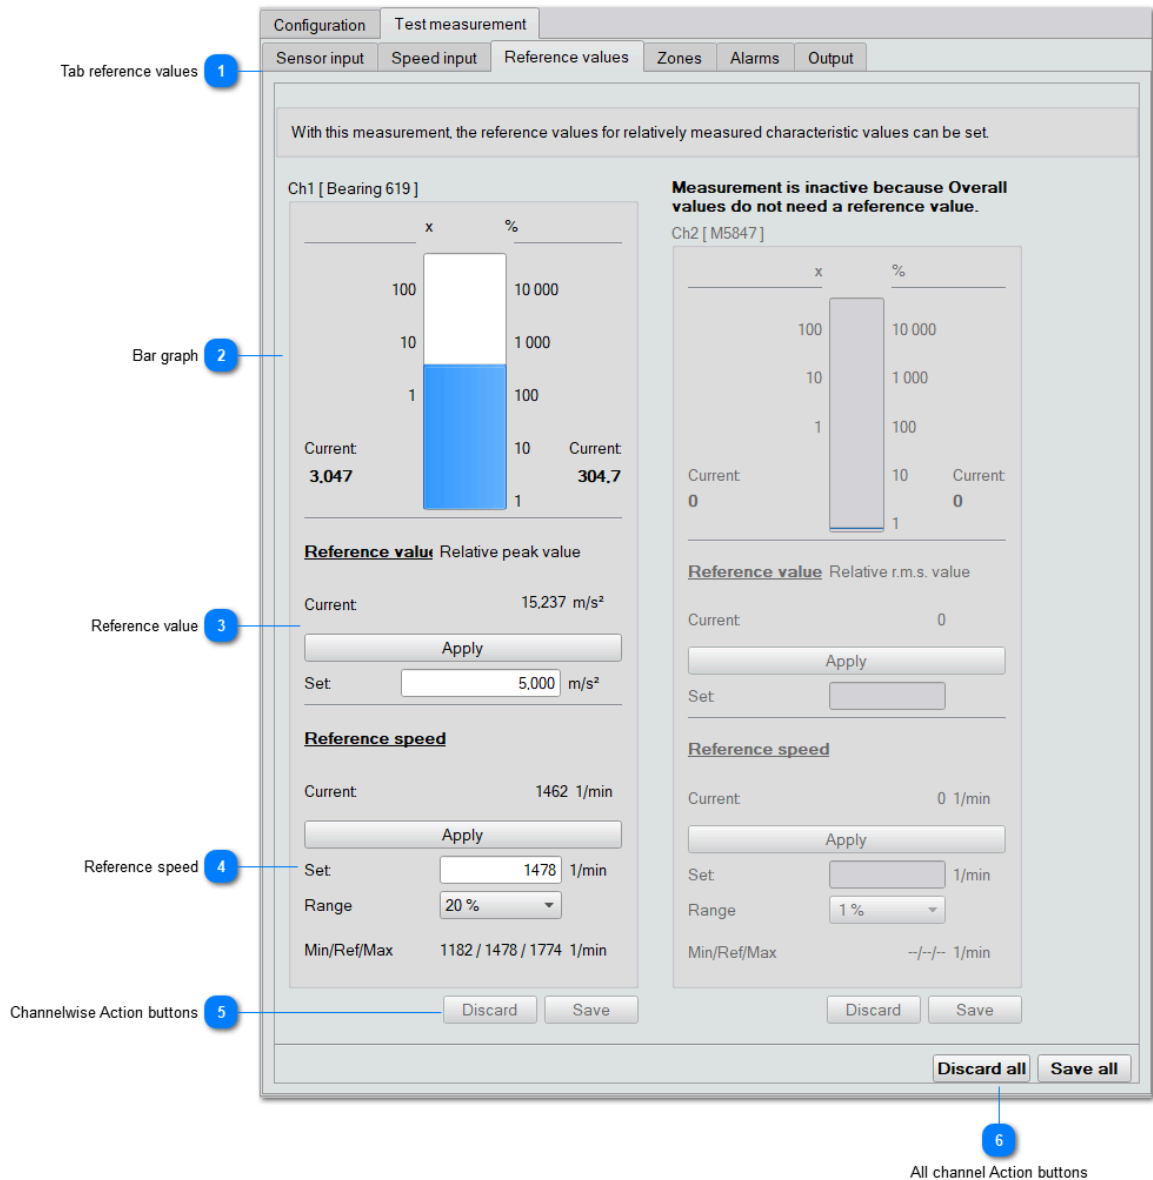 Configuration Test measurement
Sensor input Speed input Reference values Zones Alarms Output
Tab reference values 1
With this measurement, the reference values for relatively measured characteristic values can be set.
Ch1 [ Bearing 619 ]
x %
100 10 000
10 1 000
1 100
10
1
Current:
3,047
Current:
304,7
Bar graph 2
Reference value Relative peak value
Current: 15,237 m/s²
Reference value 3
Apply
Set: 5,000 m/s²
Reference speed
Current: 1462 1/min
Apply
Reference speed 4
Set: 1478 1/min
Range 20 %
Min/Ref/Max 1182 / 1478 / 1774 1/min
Channelwise Action buttons 5
Discard Save
Measurement is inactive because Overall
values do not need a reference value.
Ch2 [ M5847 ]
x %
100 10 000
10 1 000
1 100
10
1
Current:
0
Current:
0
Reference value Relative r.m.s. value
Current: 0
Apply
Set:
Reference speed
Current: 0 1/min
Apply
Set: 1/min
Range 1 %
Min/Ref/Max --/--/-- 1/min
Discard Save
Discard all Save all
6
All channel Action buttons